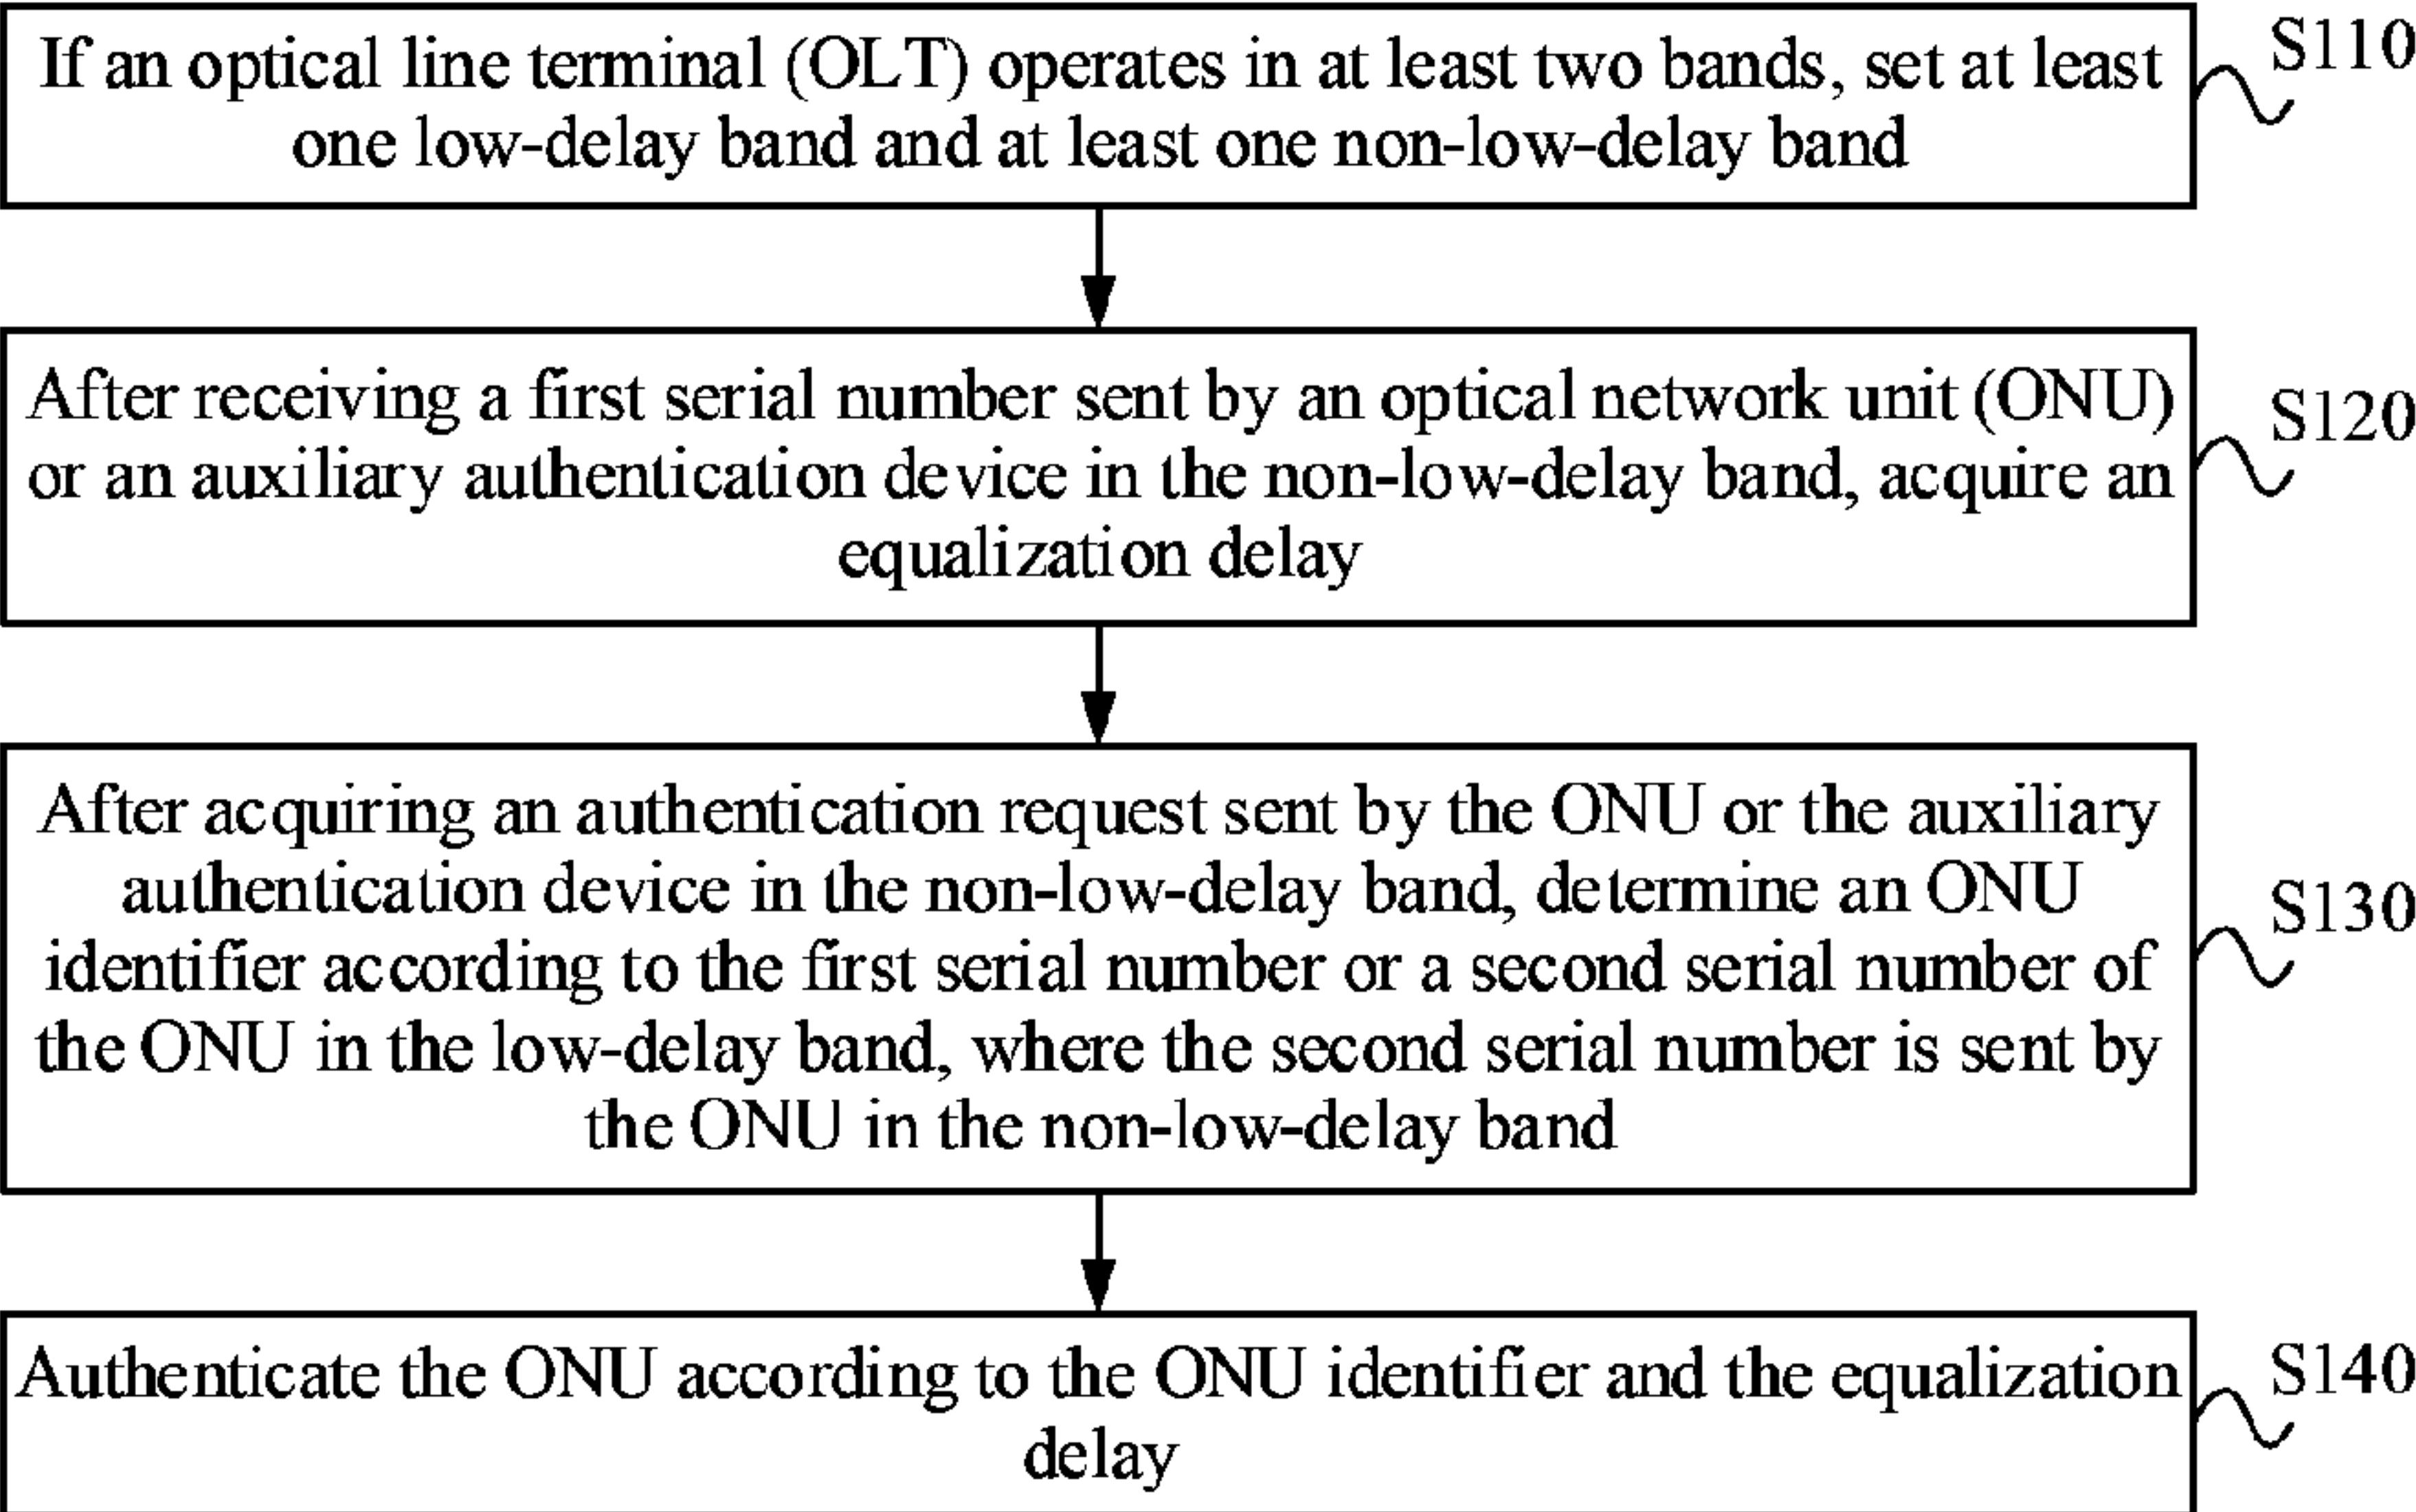 If an optical line terminal (OLT) operates in at least two bands, set at least
one low-delay band and at least one non-low-delay band
S110
After receiving a first serial number sent by an optical network unit (ONU)
or an auxiliary authentication device in the non-low-delay band, acquire an
equalization delay
S120
After acquiring an authentication request sent by the ONU or the auxiliary
authentication device in the non-low-delay band, determine an ONU
identifier according to the first serial number or a second serial number of
the ONU in the low-delay band, where the second serial number is sent by
the ONU in the non-low-delay band
S130
Authenticate the ONU according to the ONU identifier and the equalization
delay
S140